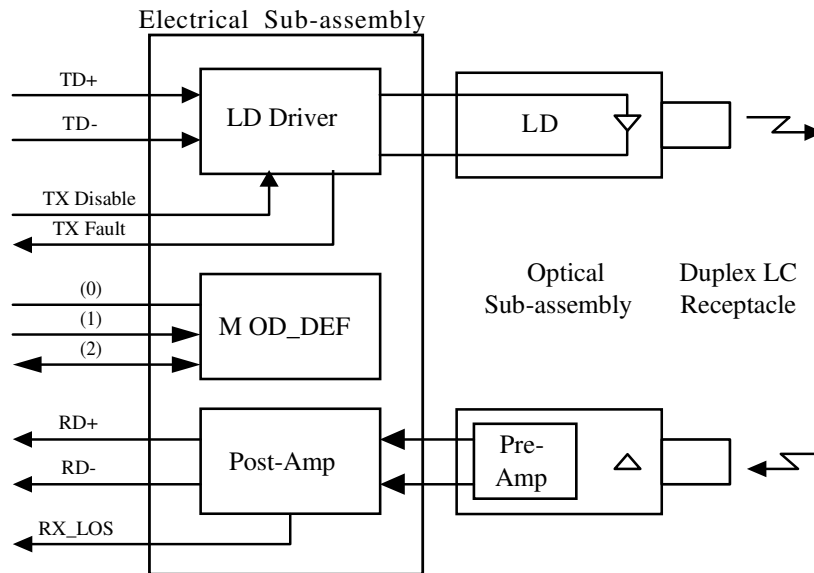 Electrical Sub-assembly
TD+
TD-
LD Driver
LD
TX Disable
TX Fault
(0)
(1)
(2)
M OD_DEF
Optical
Sub-assembly
Duplex LC
Receptacle
RD+
RD-
RX_LOS
Post-Amp
Pre-
Amp